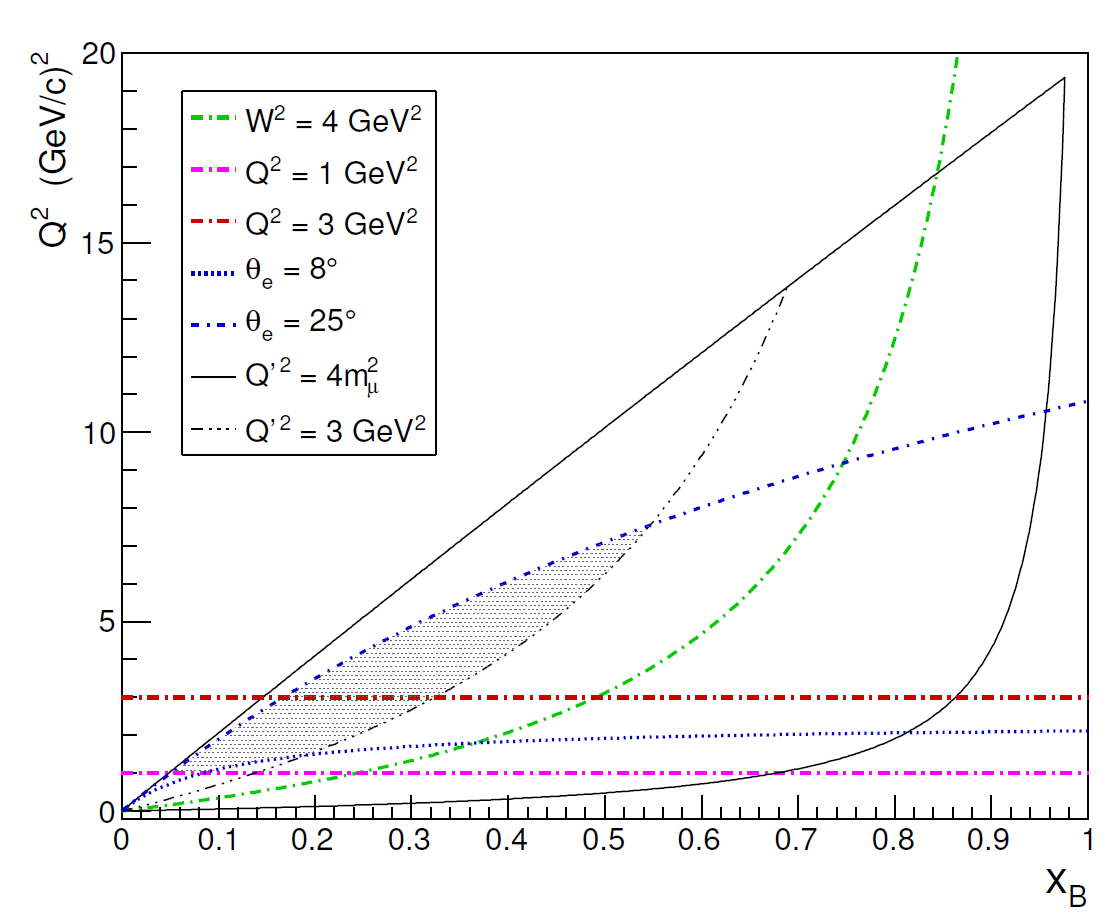 Q² (GeV/c)²
20
15
10
5
0
W² = 4 GeV²
Q² = 1 GeV²
Q² = 3 GeV²
θₑ = 8°
θₑ = 25°
Q'² = 4m²μ
Q'² = 3 GeV²
0 0.1 0.2 0.3 0.4 0.5 0.6 0.7 0.8 0.9 1
x_B